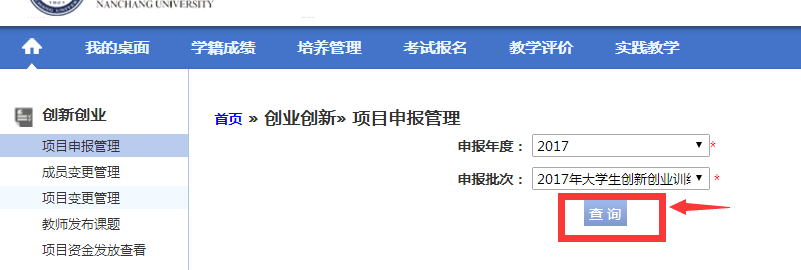 NANCHANG UNIVERSITY
我的桌面 学籍成绩 培养管理 考试报名 教学评价 实践教学
创新创业
项目申报管理
成员变更管理
项目变更管理
教师发布课题
项目资金发放查看
首页 » 创业创新» 项目申报管理
申报年度： 2017 *
申报批次： 2017年大学生创新创业训 *
查 询